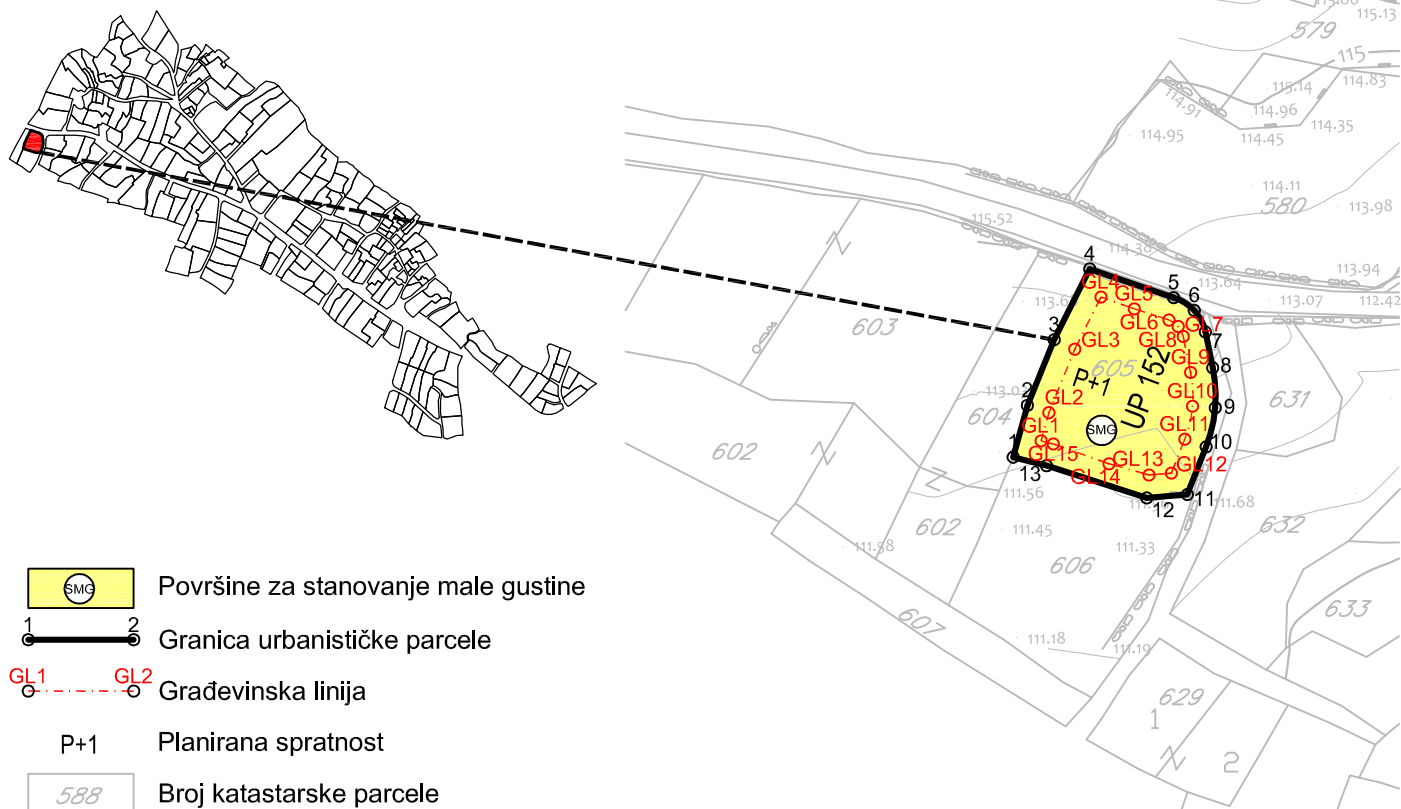 115.13
579
115
115.14
114.83
114.91
114.96
114.35
114.95
114.45
114.11
580
113.98
115.52
114.38
113.94
4
113.64
5
6
113.07
112.42
GL4
GL5
603
3
GL6
GL7
GL8
7
GL3
605
8
GL9
P+1
UP 152
2
GL10
631
604
GL2
9
SMG
GL1
GL11
1
10
602
GL15
GL13
GL12
13
GL14
111.56
11
111.68
12
602
111.45
632
111.58
111.33
606
607
633
111.18
111.19
629
1
2
SMG
Površine za stanovanje male gustine
1 2
Granica urbanističke parcele
GL1 GL2
Građevinska linija
P+1
Planirana spratnost
588
Broj katastarske parcele